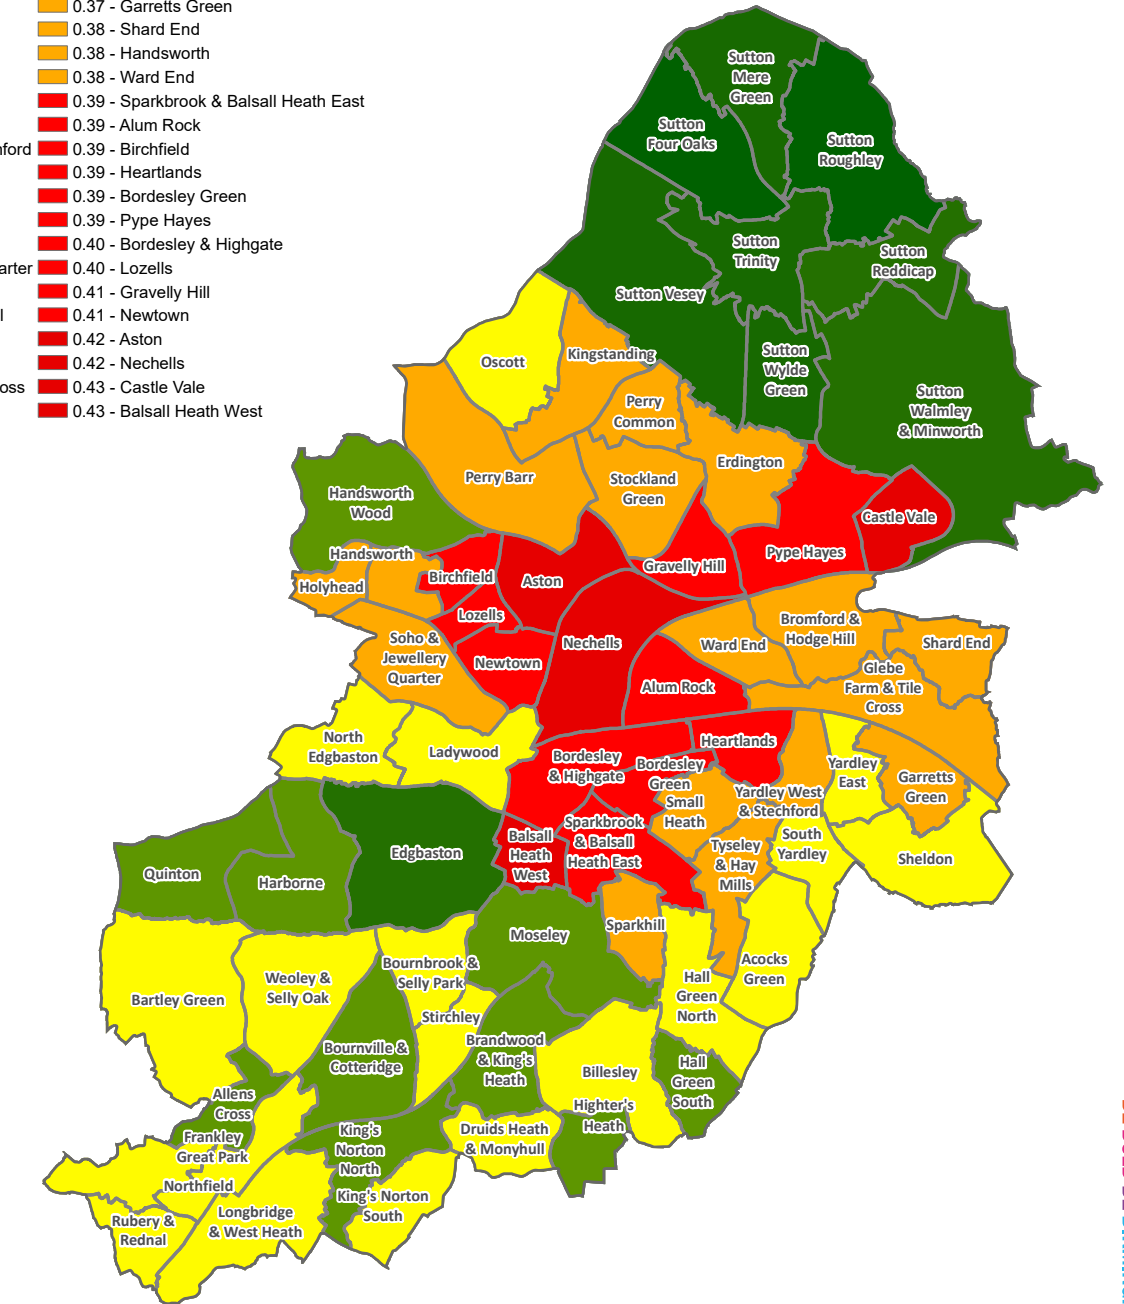 0.37 - Garretts Green
0.38 - Shard End
0.38 - Handsworth
0.38 - Ward End
0.39 - Sparkbrook & Balsall Heath East
0.39 - Alum Rock
0.39 - Birchfield
0.39 - Heartlands
0.39 - Bordesley Green
0.39 - Pype Hayes
0.40 - Bordesley & Highgate
0.40 - Lozells
0.41 - Gravelly Hill
0.41 - Newtown
0.42 - Aston
0.42 - Nechells
0.43 - Castle Vale
0.43 - Balsall Heath West
Sutton
Mere
Green
Sutton
Four Oaks
Sutton
Roughley
Sutton
Trinity
Sutton
Reddicap
Sutton Vesey
Sutton
Wylde
Green
Sutton
Walmley
& Minworth
Oscott
Kingstanding
Perry
Common
Erdington
Perry Barr
Stockland
Green
Handsworth
Wood
Castle Vale
Pype Hayes
Gravelly Hill
Handsworth
Holyhead
Birchfield
Aston
Lozells
Nechells
Newtown
Soho &
Jewellery
Quarter
Ward End
Bromford &
Hodge Hill
Shard End
Glebe
Farm & Tile
Cross
Alum Rock
North
Edgbaston
Ladywood
Bordesley
& Highgate
Heartlands
Bordesley
Green
Small
Heath
Yardley West
& Stechford
Yardley
East
Garretts
Green
Sparkbrook
& Balsall
Heath East
Balsall
Heath
West
Tyseley
& Hay
Mills
South
Yardley
Sheldon
Edgbaston
Quinton
Harborne
Moseley
Sparkhill
Acocks
Green
Hall
Green
North
Bartley Green
Weoley &
Selly Oak
Bournbrook &
Selly Park
Stirchley
Bournville &
Cotteridge
Brandwood
& King's
Heath
Billesley
Hall
Green
South
Highter's
Heath
Druids Heath
& Monyhull
Allens
Cross
Frankley
Great Park
King's
Norton
North
Northfield
King's Norton
South
Longbridge
& West Heath
Rubery &
Rednal